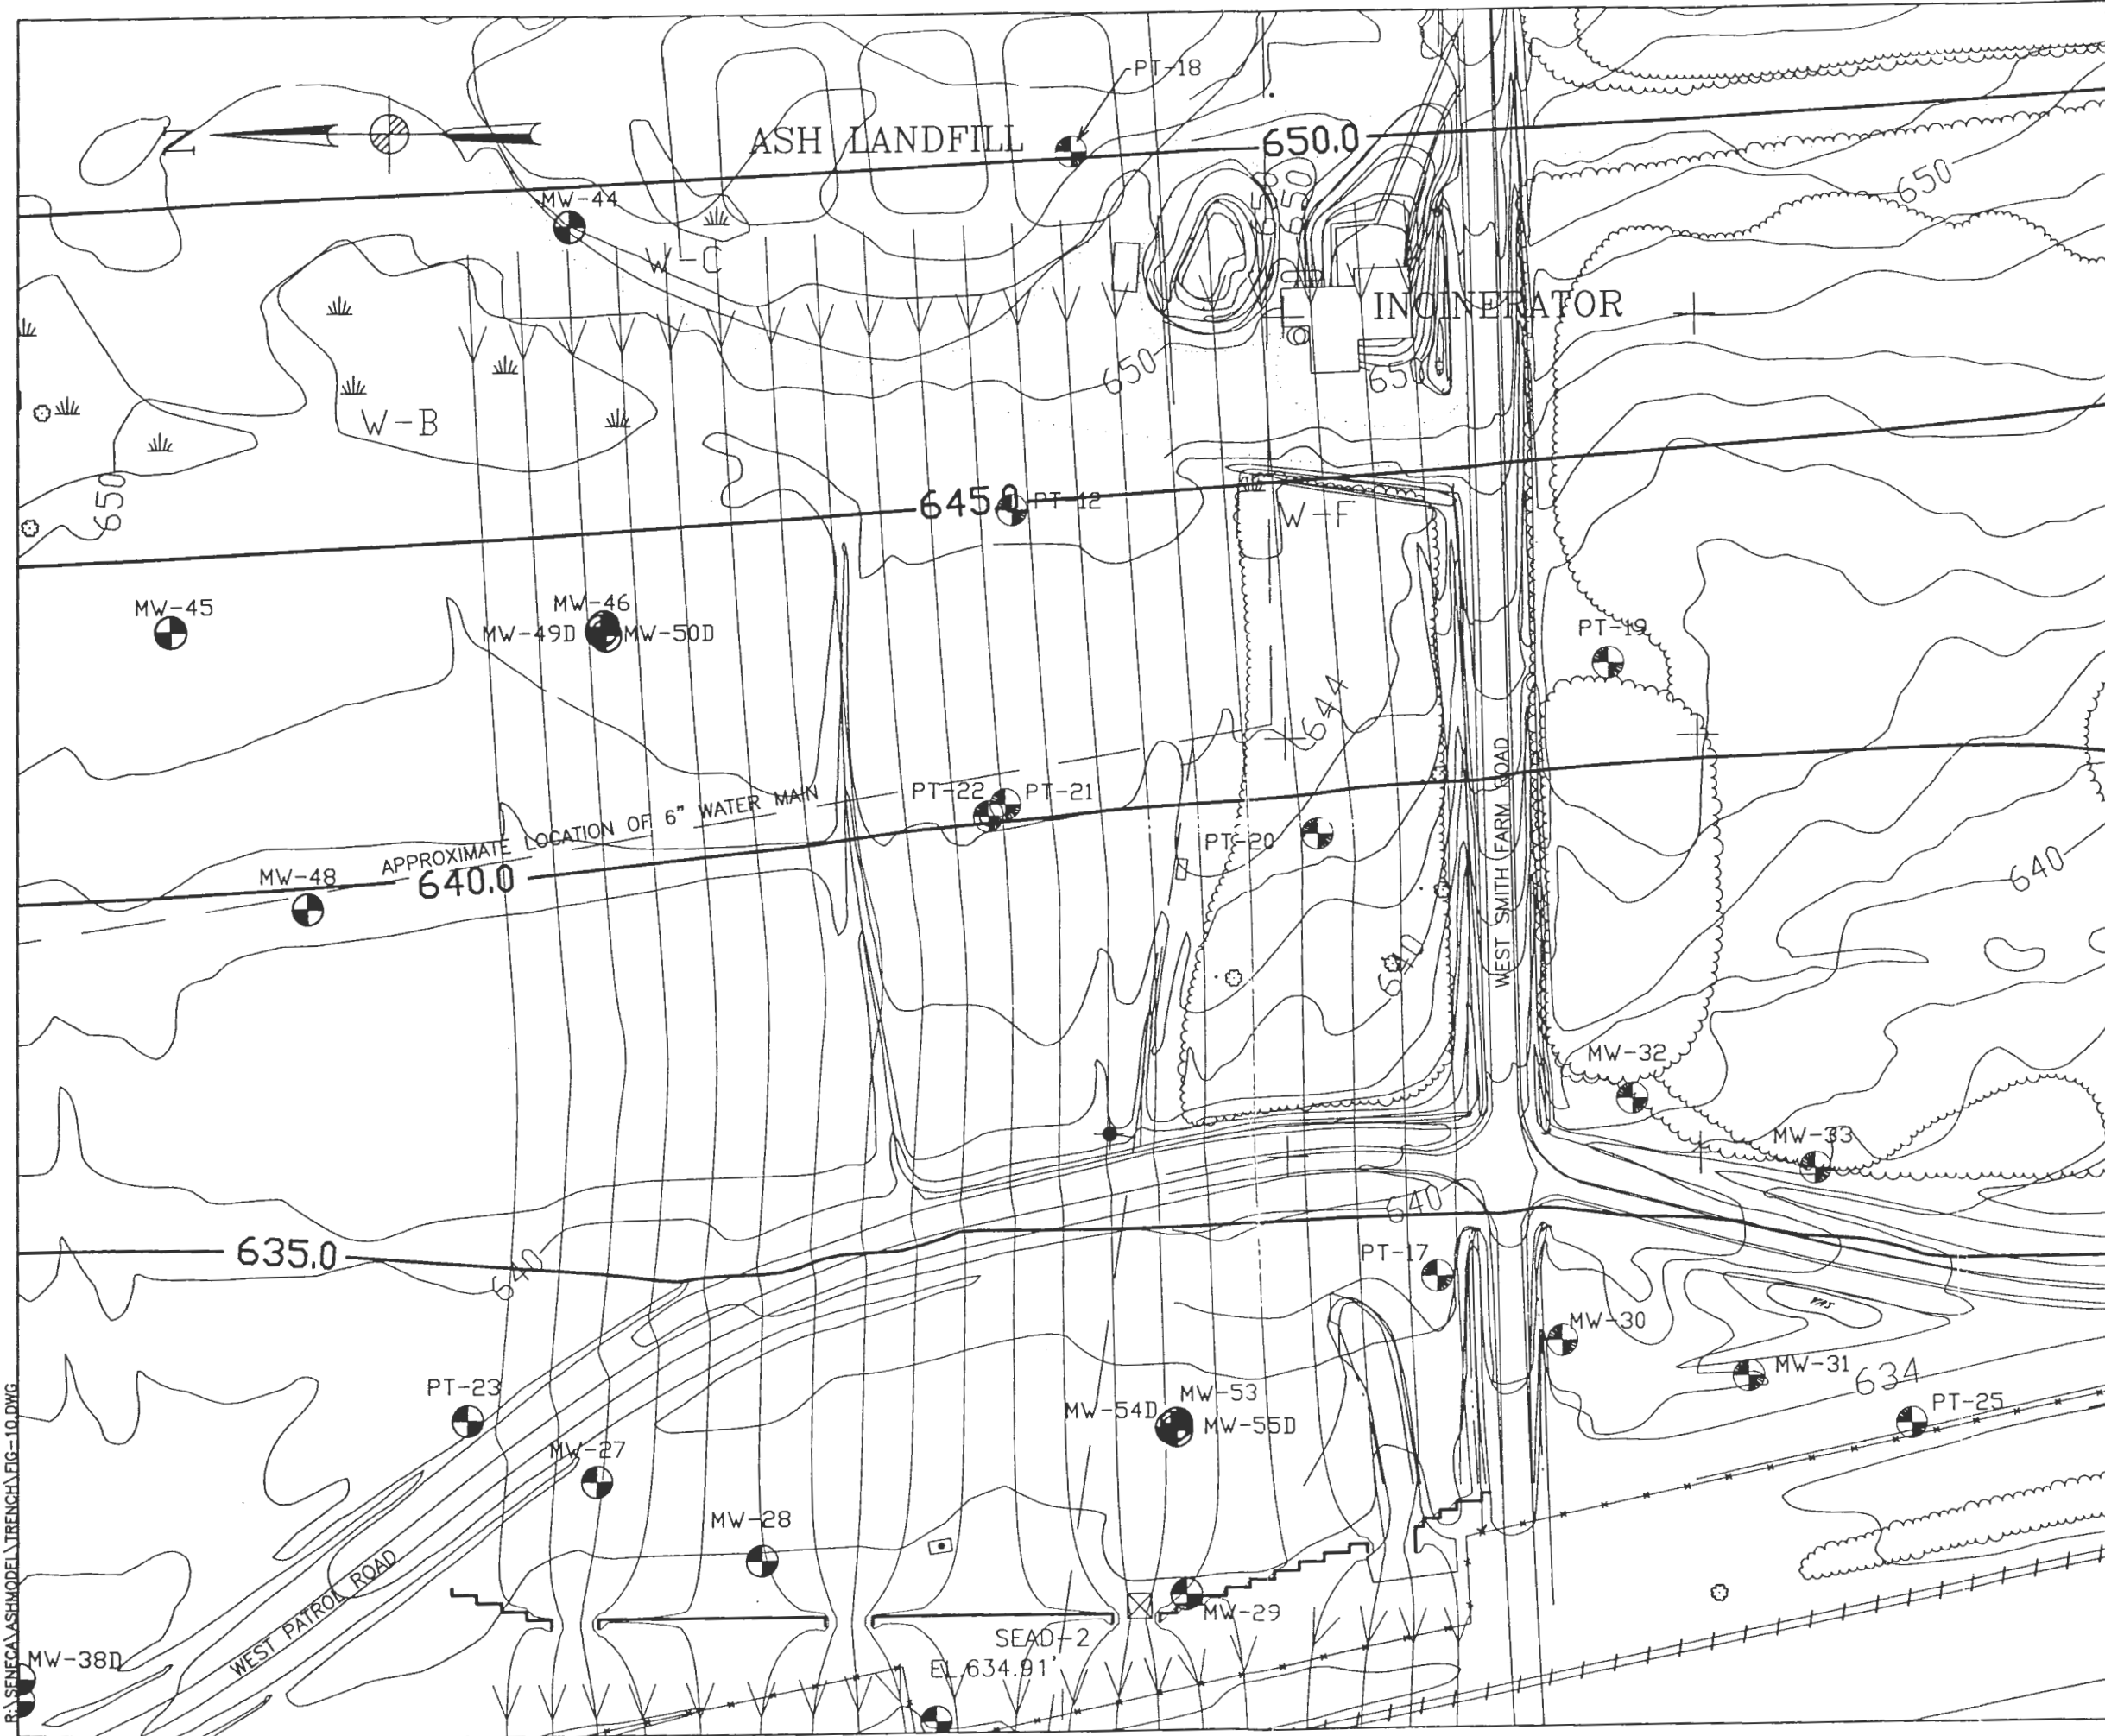 PT-18
N
ASH LANDFILL
650.0
MW-44
650
650
650
W-C
INCINERATOR
650
650
W-B
650
645.0
PT-12
W-F
MW-45
MW-46
MW-49D
MW-50D
PT-19
644
PT-22
PT-21
APPROXIMATE LOCATION OF 6" WATER MAIN
PT-20
WEST SMITH FARM ROAD
MW-48
640.0
640
640
MW-32
MW-33
640
635.0
640
PT-17
MW-30
MW-31
634
PT-23
MW-53
MW-54D
MW-55D
PT-25
MW-27
MW-28
WEST PATROL ROAD
MW-29
SEAD-2
EL.634.91'
MW-38D
R:\SENECA\ASHMODEL\TRENCH\FIG-10.DWG